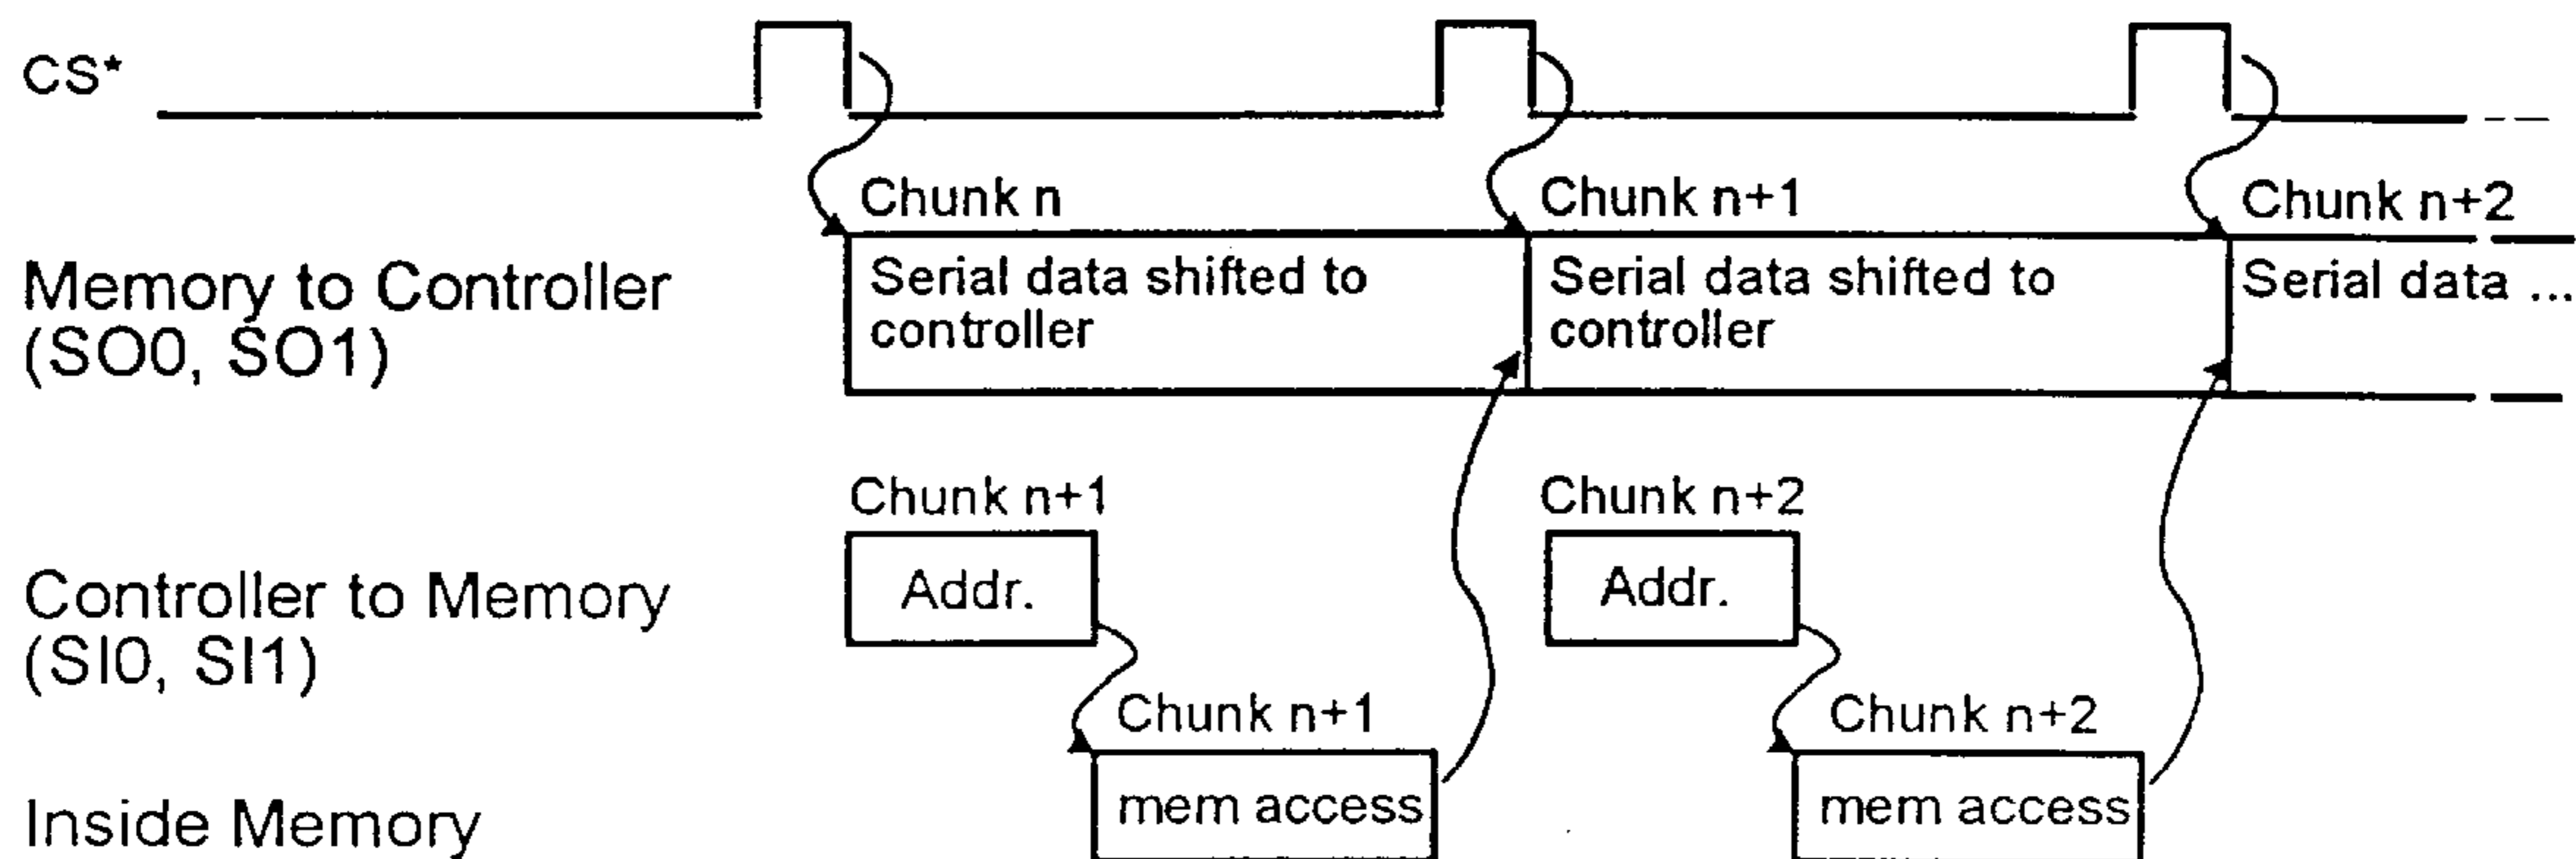 CS*
Chunk n
Chunk n+1
Chunk n+2
Memory to Controller
(SO0, SO1)
Serial data shifted to
controller
Serial data shifted to
controller
Serial data ...
Chunk n+1
Chunk n+2
Controller to Memory
(SI0, SI1)
Addr.
Addr.
Chunk n+1
Chunk n+2
Inside Memory
mem access
mem access